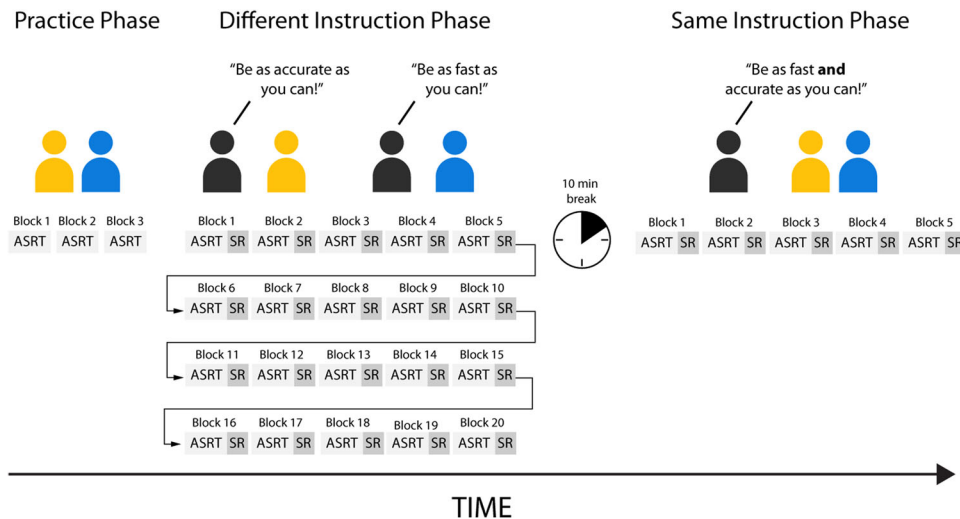 Practice Phase
Different Instruction Phase
Same Instruction Phase
“Be as accurate as
you can!”
“Be as fast as
you can!”
“Be as fast and
accurate as you can!”
10 min
break
Block 1 Block 2 Block 3
ASRT ASRT ASRT
Block 1 Block 2 Block 3 Block 4 Block 5
ASRT SR ASRT SR ASRT SR ASRT SR ASRT SR
Block 6 Block 7 Block 8 Block 9 Block 10
ASRT SR ASRT SR ASRT SR ASRT SR ASRT SR
Block 11 Block 12 Block 13 Block 14 Block 15
ASRT SR ASRT SR ASRT SR ASRT SR ASRT SR
Block 16 Block 17 Block 18 Block 19 Block 20
ASRT SR ASRT SR ASRT SR ASRT SR ASRT SR
Block 1 Block 2 Block 3 Block 4 Block 5
ASRT SR ASRT SR ASRT SR ASRT SR ASRT SR
TIME